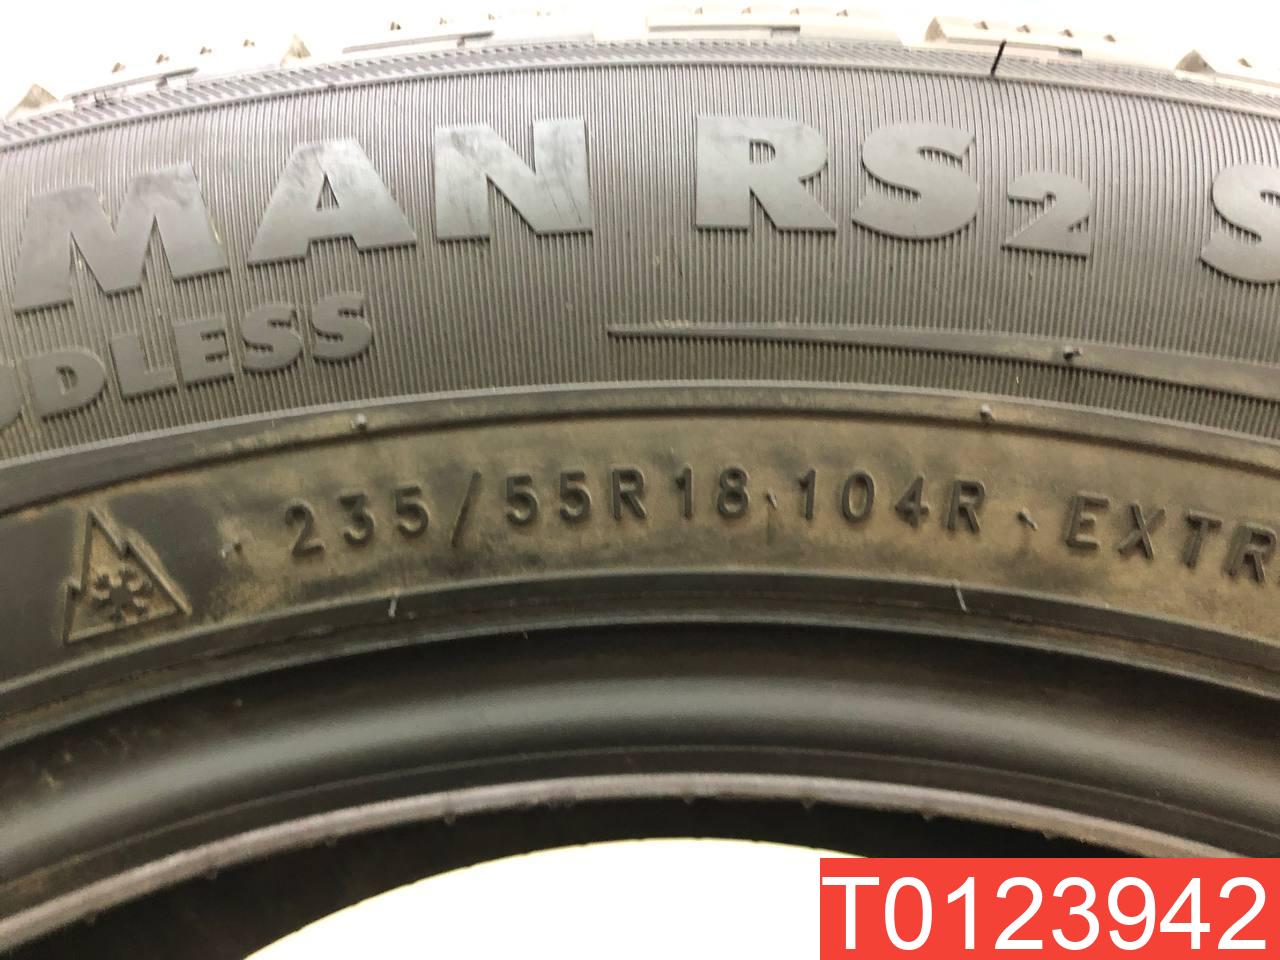 MAN RS2 S
DLESS
235/55R18 104R EXTR
T0123942